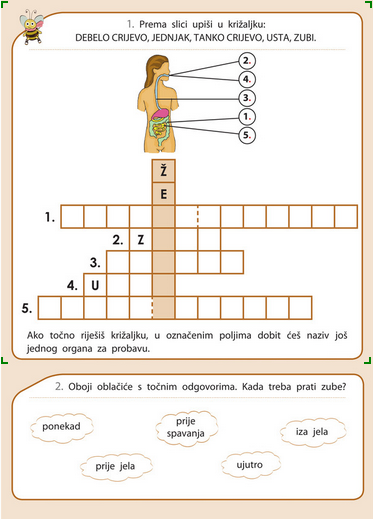 1. Prema slici upiši u križaljku:
DEBELO CRIJEVO, JEDNJAK, TANKO CRIJEVO, USTA, ZUBI.
2.
4.
3.
1.
5.
Ž
E
1.
2. Z
3.
4. U
5.
Ako točno riješiš križaljku, u označenim poljima dobit ćeš naziv još
jednog organa za probavu.
2. Oboji oblačiće s točnim odgovorima. Kada treba prati zube?
ponekad
prije
spavanja
iza jela
prije jela
ujutro